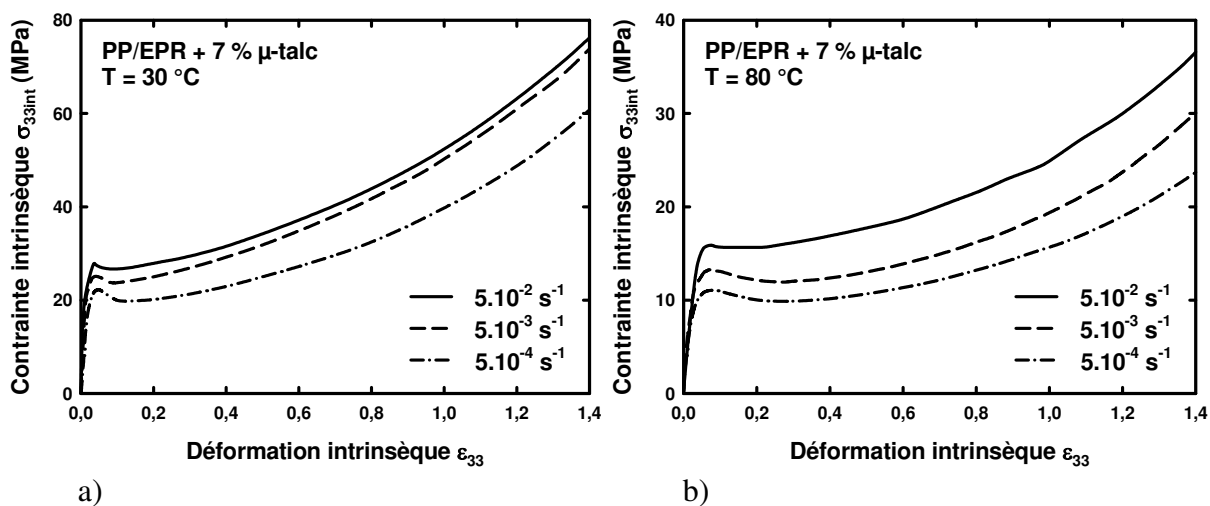 PP/EPR + 7 % µ-talc
T = 30 °C
Contrainte intrinsèque σ33int (MPa)
80
60
40
20
0
5.10-2 s-1
5.10-3 s-1
5.10-4 s-1
0,0 0,2 0,4 0,6 0,8 1,0 1,2 1,4
Déformation intrinsèque ε33
a)
PP/EPR + 7 % µ-talc
T = 80 °C
Contrainte intrinsèque σ33int (MPa)
40
30
20
10
0
5.10-2 s-1
5.10-3 s-1
5.10-4 s-1
0,0 0,2 0,4 0,6 0,8 1,0 1,2 1,4
Déformation intrinsèque ε33
b)